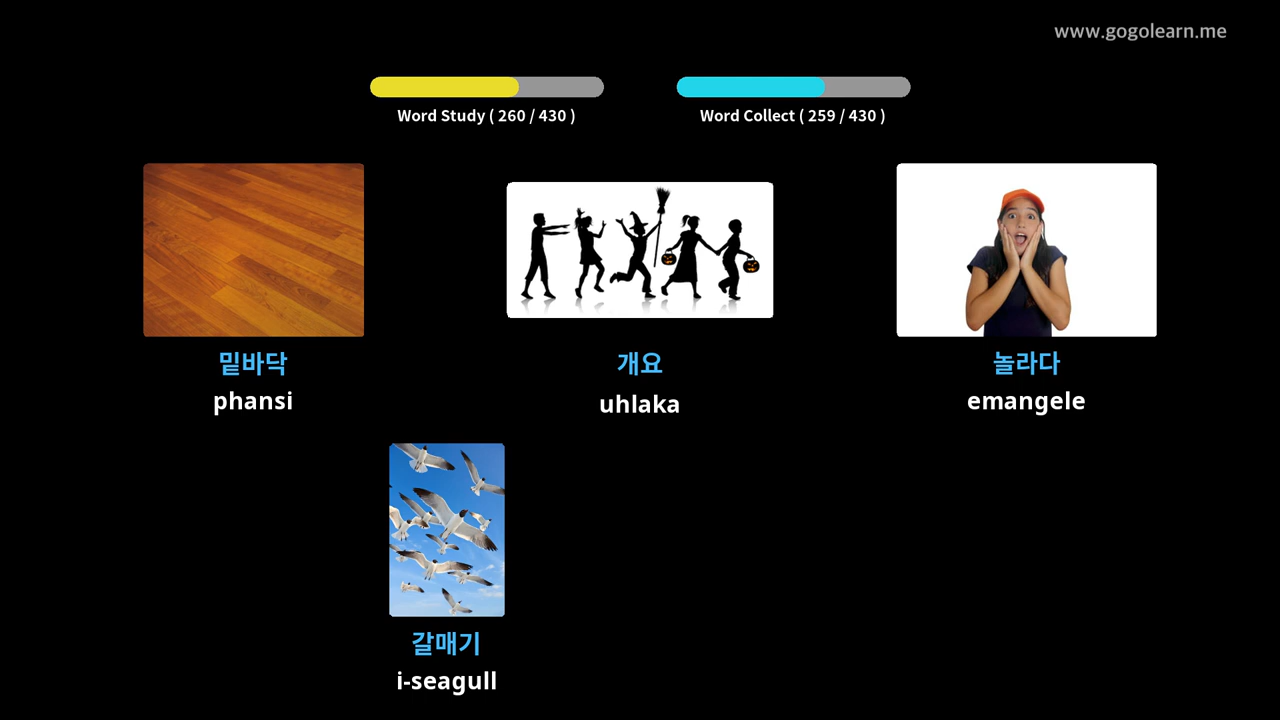 www.gogolearn.me
Word Study ( 260 / 430 )
Word Collect ( 259 / 430 )
밑바닥
phansi
개요
uhlaka
놀라다
emangele
갈매기
i-seagull